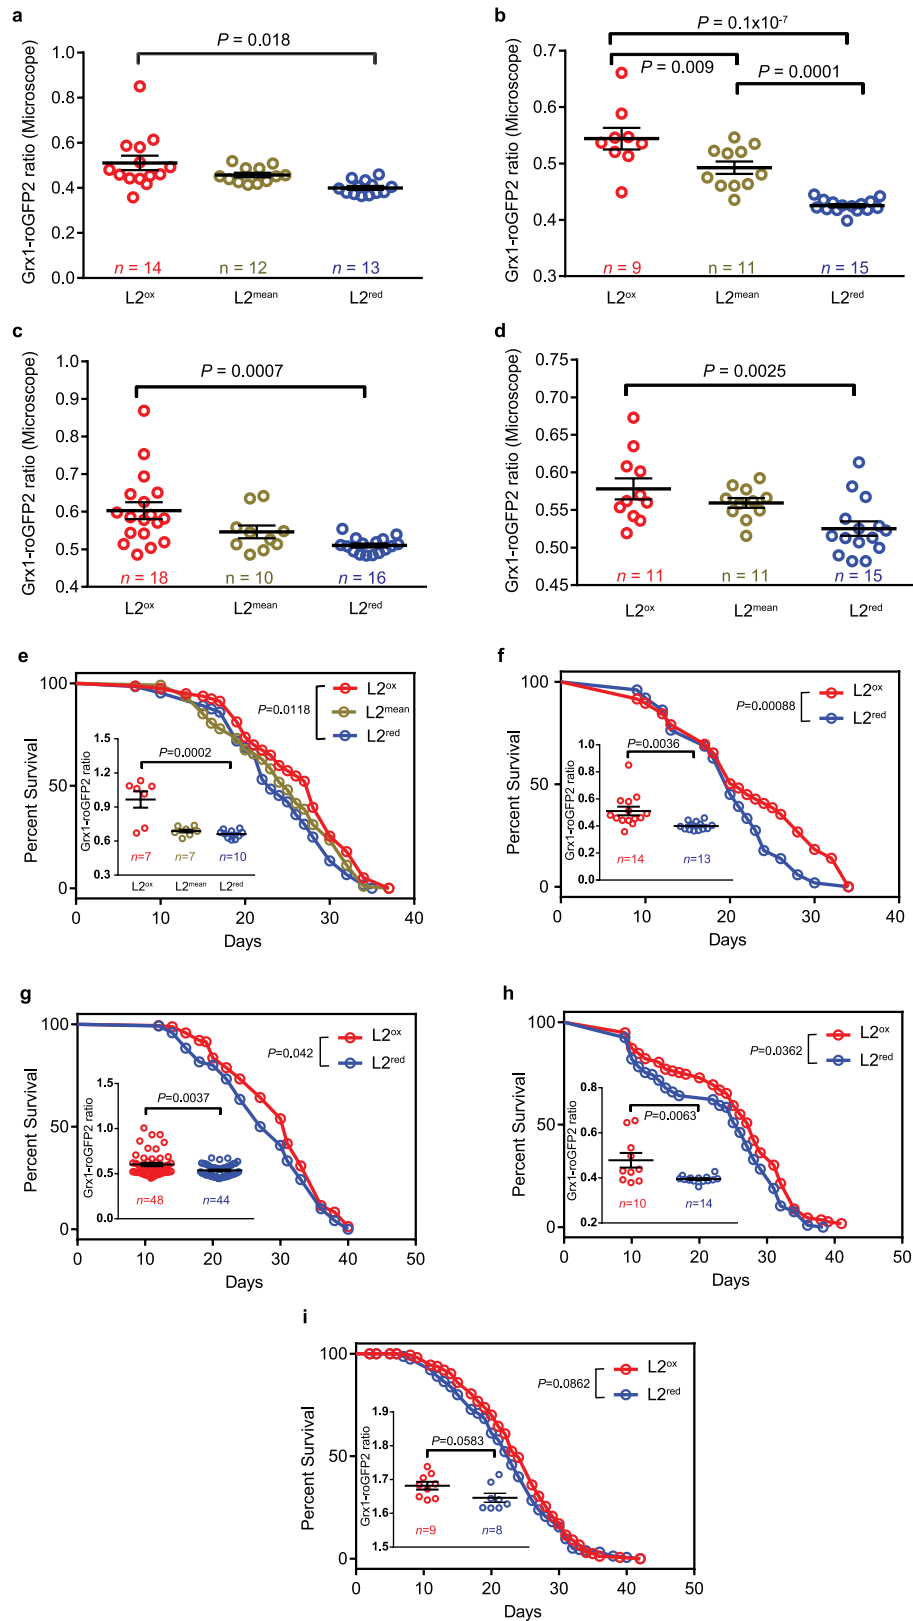 a
Grx1-roGFP2 ratio (Microscope)
1.0
0.8
0.6
0.4
0.2
0.0
P = 0.018
n = 14
n = 12
n = 13
L2ox
L2mean
L2red
b
Grx1-roGFP2 ratio (Microscope)
0.7
0.6
0.5
0.4
0.3
P = 0.1x10-7
P = 0.009
P = 0.0001
n = 9
n = 11
n = 15
L2ox
L2mean
L2red
c
Grx1-roGFP2 ratio (Microscope)
1.0
0.9
0.8
0.7
0.6
0.5
0.4
P = 0.0007
n = 18
n = 10
n = 16
L2ox
L2mean
L2red
d
Grx1-roGFP2 ratio (Microscope)
0.75
0.70
0.65
0.60
0.55
0.50
0.45
P = 0.0025
n = 11
n = 11
n = 15
L2ox
L2mean
L2red
e
Percent Survival
100
50
0
P=0.0118
L2ox
L2mean
L2red
Grx1-roGFP2 ratio
1.5
1.2
0.9
0.6
0.3
P=0.0002
n=7
n=7
n=10
L2ox
L2mean
L2red
0
10
20
30
40
Days
f
Percent Survival
100
50
0
P=0.00088
L2ox
L2red
Grx1-roGFP2 ratio
1.0
0.8
0.6
0.4
0.2
0.0
P=0.0036
n=14
n=13
0
10
20
30
40
Days
g
Percent Survival
100
50
0
P=0.042
L2ox
L2red
Grx1-roGFP2 ratio
1.5
1.0
0.5
0.0
P=0.0037
n=48
n=44
0
10
20
30
40
50
Days
h
Percent Survival
100
50
0
P=0.0362
L2ox
L2red
Grx1-roGFP2 ratio
0.8
0.6
0.4
0.2
P=0.0063
n=10
n=14
0
10
20
30
40
50
Days
i
Percent Survival
100
50
0
P=0.0862
L2ox
L2red
Grx1-roGFP2 ratio
1.9
1.8
1.7
1.6
1.5
P=0.0583
n=9
n=8
0
10
20
30
40
50
Days